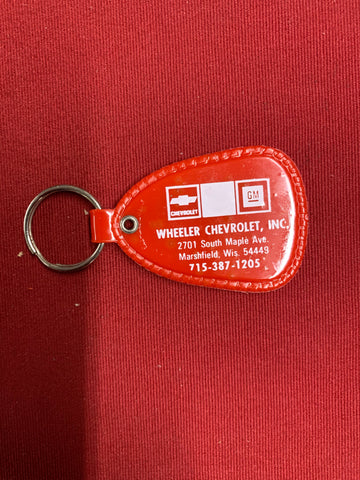 CHEVROLET
GM
WHEELER CHEVROLET, INC.
2701 South Maple Ave.
Marshfield, Wis. 54449
715-387-1205